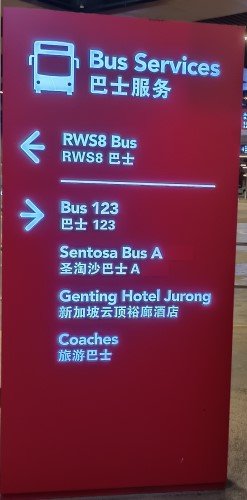 Bus Services
巴士服务
RWS8 Bus
RWS8 巴士
Bus 123
巴士 123
Sentosa Bus A
圣淘沙巴士 A
Genting Hotel Jurong
新加坡云顶裕廊酒店
Coaches
旅游巴士